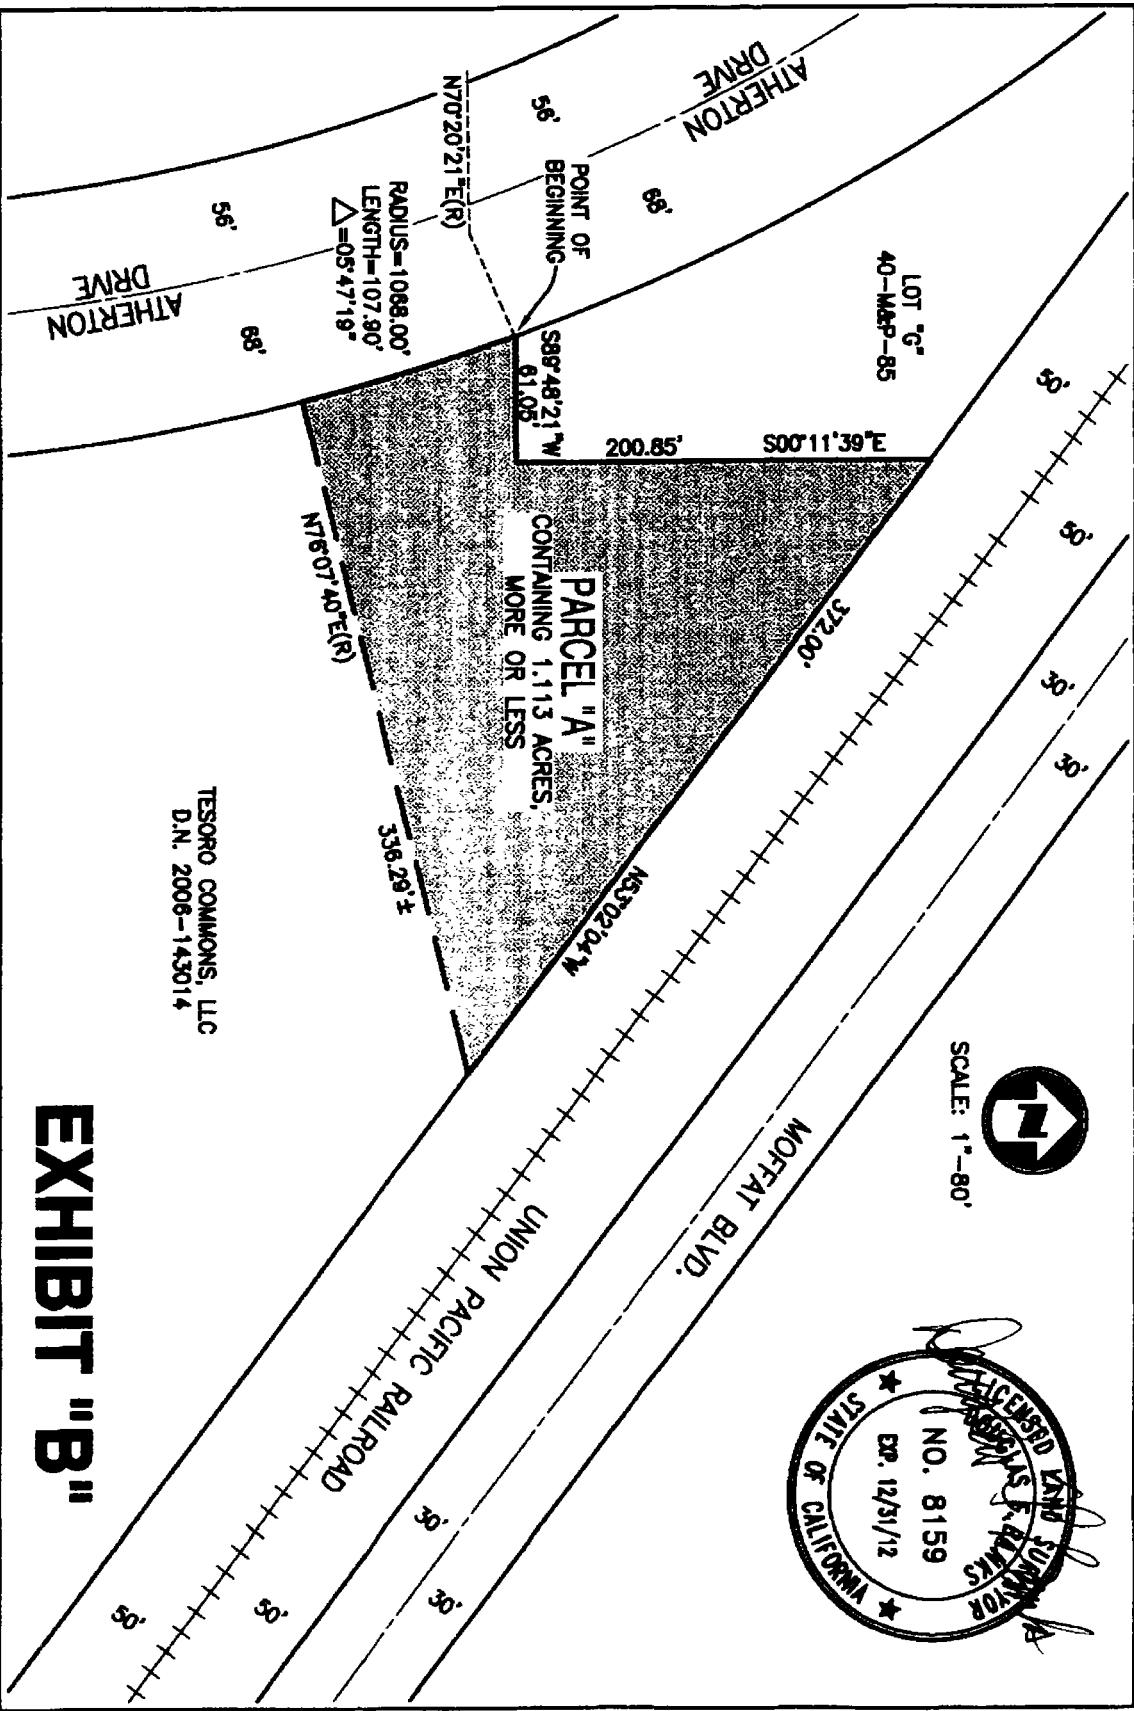 ATHERTON
DRIVE
56'
68'
POINT OF
BEGINNING
N70°20'21"E(R)
RADIUS=1068.00'
LENGTH=107.90'
△=05°47'19"
56'
68'
ATHERTON
DRIVE
LOT "G"
40-M&P-85
S89°48'21"W
61.05'
200.85'
S00°11'39"E
50'
50'
30'
30'
372.00'
N53°02'04"W
PARCEL "A"
CONTAINING 1.113 ACRES,
MORE OR LESS
N76°07'40"E(R)
336.29'±
TESORO COMMONS, LLC
D.N. 2006-143014
N
SCALE: 1"-80'
MOFFAT BLVD.
UNION PACIFIC RAILROAD
30'
30'
50'
50'
LICENSED LAND SURVEYOR
DOUGLAS E. BANKS
NO. 8159
EXP. 12/31/12
STATE OF CALIFORNIA
EXHIBIT "B"